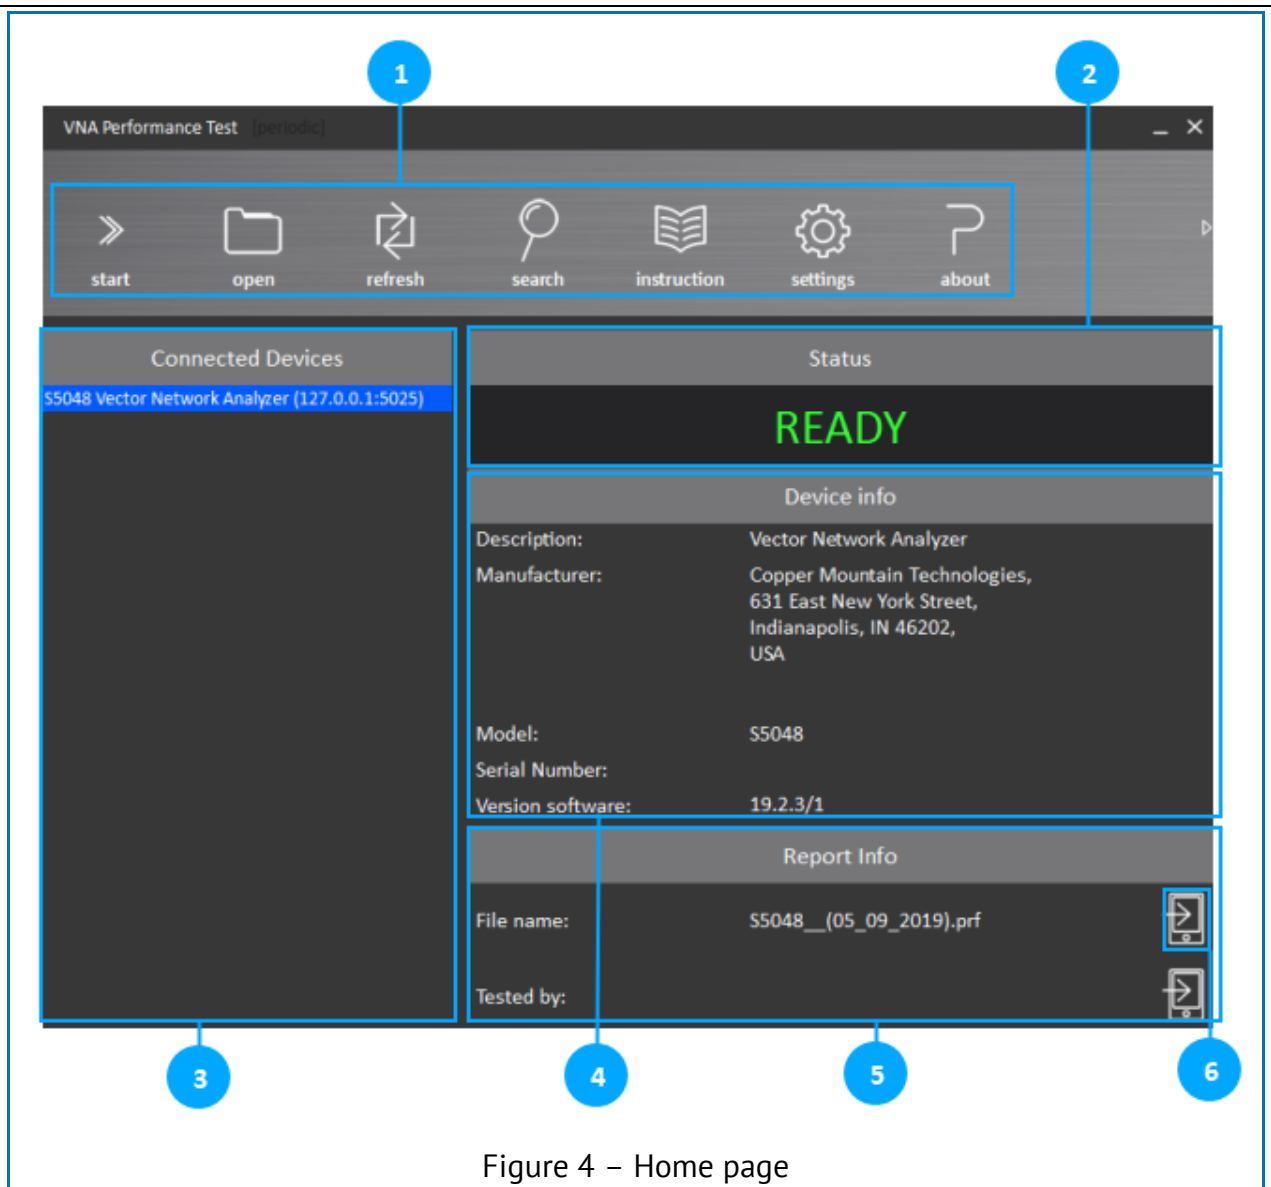 1
2
VNA Performance Test [periodic]
start open refresh search instruction settings about
Connected Devices
S5048 Vector Network Analyzer (127.0.0.1:5025)
Status
READY
Device info
Description: Vector Network Analyzer
Manufacturer: Copper Mountain Technologies,
631 East New York Street,
Indianapolis, IN 46202,
USA
Model: S5048
Serial Number:
Version software: 19.2.3/1
Report Info
File name: S5048__(05_09_2019).prf
Tested by:
3
4
5
6
Figure 4 – Home page